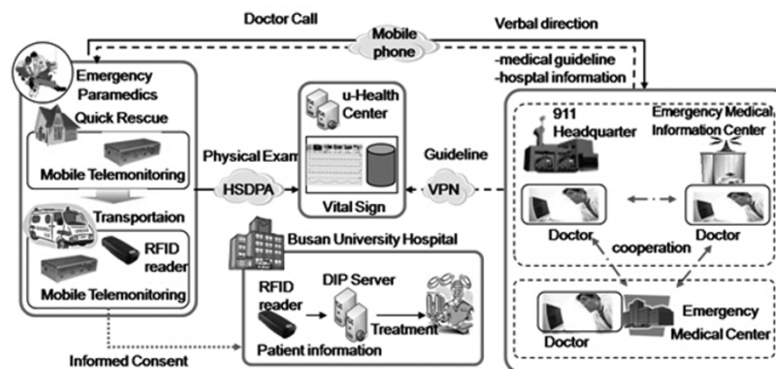 Doctor Call
Mobile
phone
Verbal direction
-medical guideline
-hosptal information
Emergency
Paramedics
Quick Rescue
Mobile Telemonitoring
Transportaion
RFID
reader
Mobile Telemonitoring
Informed Consent
Physical Exam
HSDPA
u-Health
Center
Vital Sign
Guideline
VPN
Busan University Hospital
RFID
reader
DIP Server
Treatment
Patient information
911
Headquarter
Emergency Medical
Information Center
Doctor
Doctor
cooperation
Doctor
Emergency
Medical Center